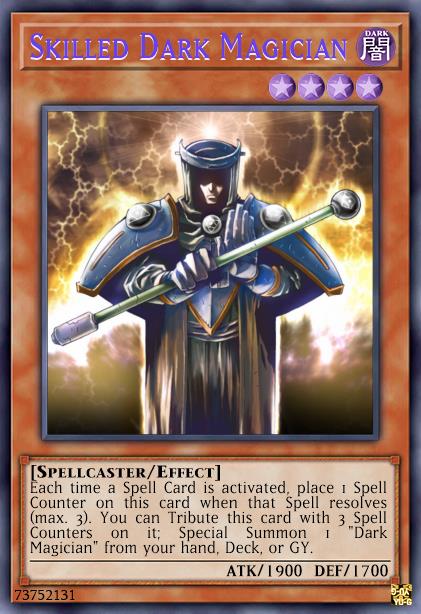 Skilled Dark Magician
DARK
闇
[Spellcaster/Effect]
Each time a Spell Card is activated, place 1 Spell
Counter on this card when that Spell resolves
(max. 3). You can Tribute this card with 3 Spell
Counters on it; Special Summon 1 "Dark
Magician" from your hand, Deck, or GY.
ATK/1900 DEF/1700
73752131